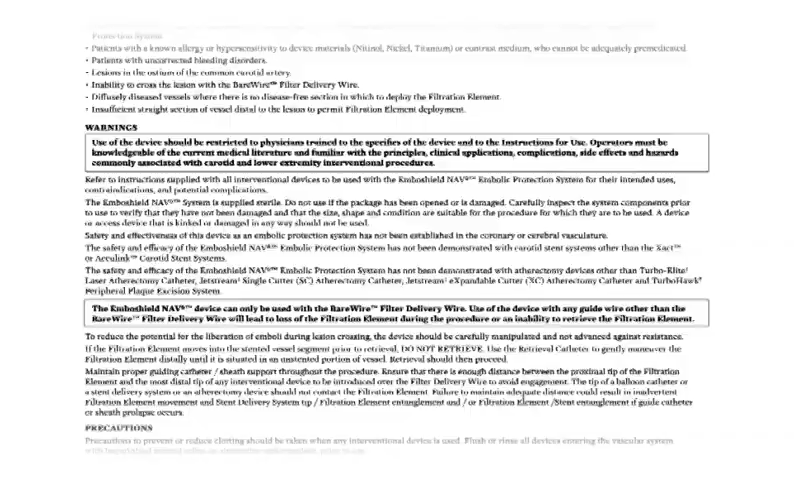 Protection System
• Patients with a known allergy or hypersensitivity to device materials (Nitinol, Nickel, Titanium) or contrast medium, who cannot be adequately premedicated.
• Patients with uncorrected bleeding disorders.
• Lesions in the ostium of the common carotid artery.
• Inability to cross the lesion with the BareWire™ Filter Delivery Wire.
• Diffusely diseased vessels where there is no disease-free section in which to deploy the Filtration Element.
• Insufficient straight section of vessel distal to the lesion to permit Filtration Element deployment.
WARNINGS
Use of the device should be restricted to physicians trained to the specifics of the device and to the Instructions for Use. Operators must be
knowledgeable of the current medical literature and familiar with the principles, clinical applications, complications, side effects and hazards
commonly associated with carotid and lower extremity interventional procedures.
Refer to instructions supplied with all interventional devices to be used with the Emboshield NAV⁶™ Embolic Protection System for their intended uses,
contraindications, and potential complications.
The Emboshield NAV⁶™ System is supplied sterile. Do not use if the package has been opened or is damaged. Carefully inspect the system components prior
to use to verify that they have not been damaged and that the size, shape and condition are suitable for the procedure for which they are to be used. A device
or access device that is kinked or damaged in any way should not be used.
Safety and effectiveness of this device as an embolic protection system has not been established in the coronary or cerebral vasculature.
The safety and efficacy of the Emboshield NAV⁶™ Embolic Protection System has not been demonstrated with carotid stent systems other than the Xact™
or Acculink™ Carotid Stent Systems.
The safety and efficacy of the Emboshield NAV⁶™ Embolic Protection System has not been demonstrated with atherectomy devices other than Turbo-Elite‡
Laser Atherectomy Catheter, Jetstream‡ Single Cutter (SC) Atherectomy Catheter, Jetstream‡ eXpandable Cutter (XC) Atherectomy Catheter and TurboHawk‡
Peripheral Plaque Excision System.
The Emboshield NAV⁶™ device can only be used with the BareWire™ Filter Delivery Wire. Use of the device with any guide wire other than the
BareWire™ Filter Delivery Wire will lead to loss of the Filtration Element during the procedure or an inability to retrieve the Filtration Element.
To reduce the potential for the liberation of emboli during lesion crossing, the device should be carefully manipulated and not advanced against resistance.
If the Filtration Element moves into the stented vessel segment prior to retrieval, DO NOT RETRIEVE. Use the Retrieval Catheter to gently maneuver the
Filtration Element distally until it is situated in an unstented portion of vessel. Retrieval should then proceed.
Maintain proper guiding catheter / sheath support throughout the procedure. Ensure that there is enough distance between the proximal tip of the Filtration
Element and the most distal tip of any interventional device to be introduced over the Filter Delivery Wire to avoid engagement. The tip of a balloon catheter or
a stent delivery system or an atherectomy device should not contact the Filtration Element. Failure to maintain adequate distance could result in inadvertent
Filtration Element movement and Stent Delivery System tip / Filtration Element entanglement and / or Filtration Element /Stent entanglement if guide catheter
or sheath prolapse occurs.
PRECAUTIONS
Precautions to prevent or reduce clotting should be taken when any interventional device is used. Flush or rinse all devices entering the vascular system